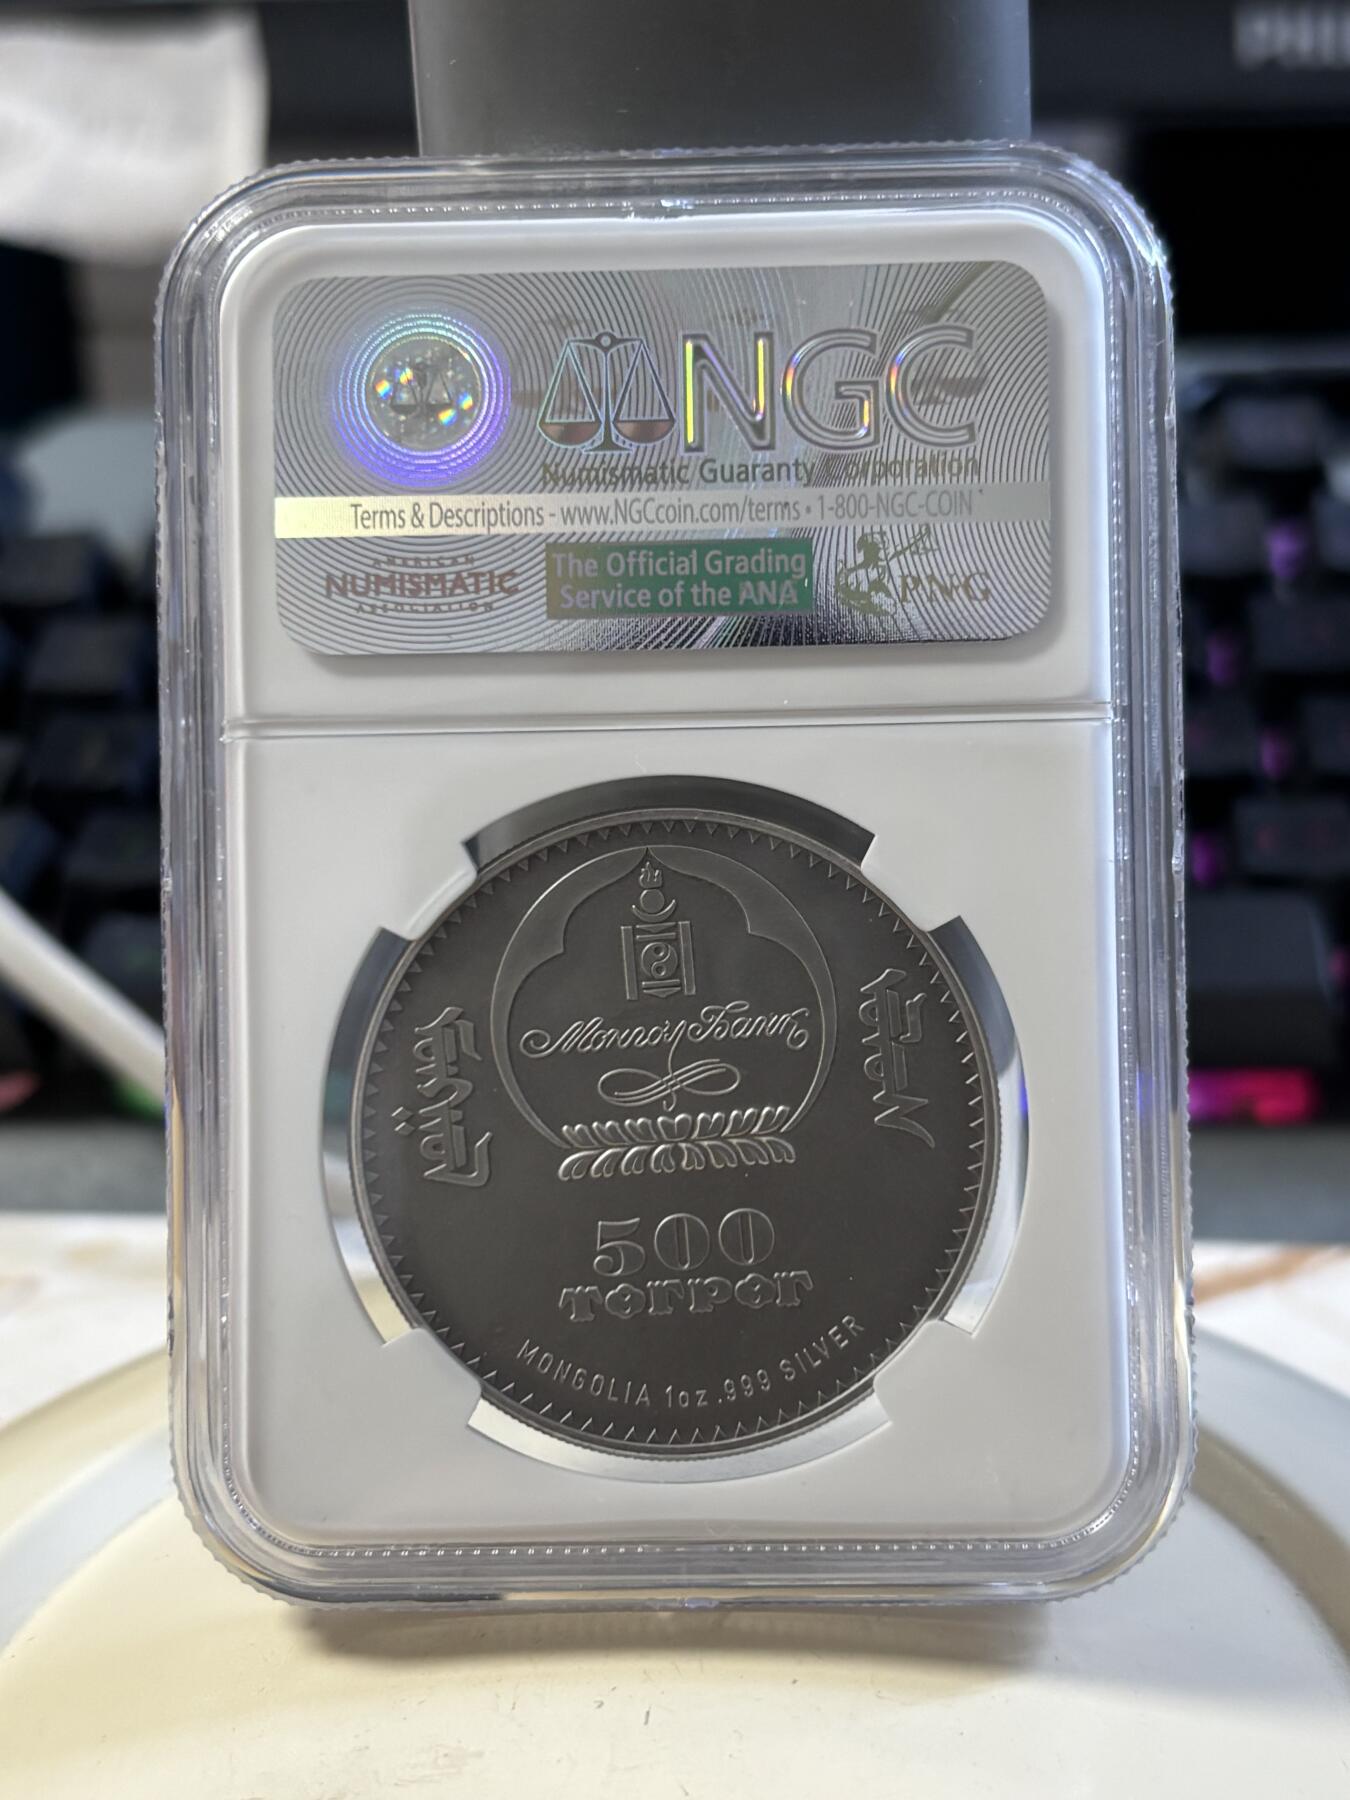 PHI
NGC
Numismatic Guaranty Corporation
Terms & Descriptions - www.NGCcoin.com/terms • 1-800-NGC-COIN
AMERICAN
NUMISMATIC
ASSOCIATION
The Official Grading
Service of the ANA
PNG
Монгол Банк
500
ТӨГРӨГ
MONGOLIA 1oz .999 SILVER